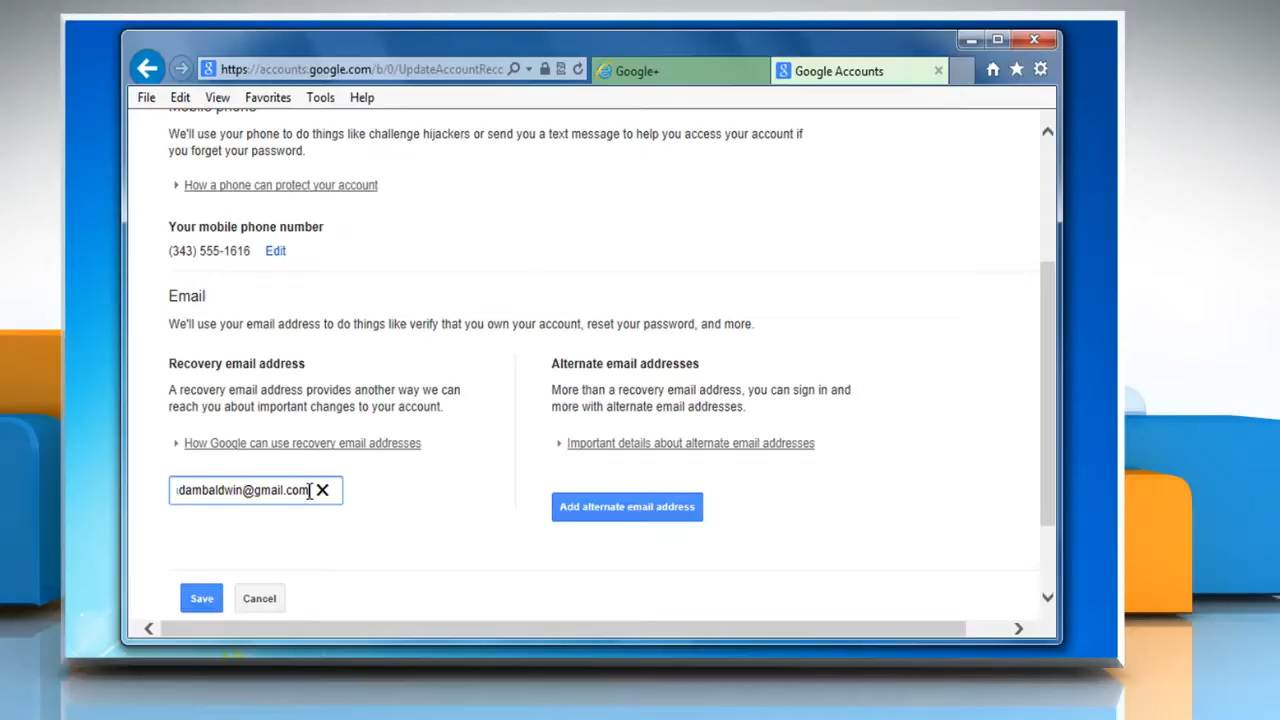 https://accounts.google.com/b/0/UpdateAccountRecc
Google+
Google Accounts
File Edit View Favorites Tools Help
Mobile phone
We'll use your phone to do things like challenge hijackers or send you a text message to help you access your account if
you forget your password.
How a phone can protect your account
Your mobile phone number
(343) 555-1616 Edit
Email
We'll use your email address to do things like verify that you own your account, reset your password, and more.
Recovery email address
A recovery email address provides another way we can
reach you about important changes to your account.
How Google can use recovery email addresses
dambaldwin@gmail.com
Alternate email addresses
More than a recovery email address, you can sign in and
more with alternate email addresses.
Important details about alternate email addresses
Add alternate email address
Save Cancel